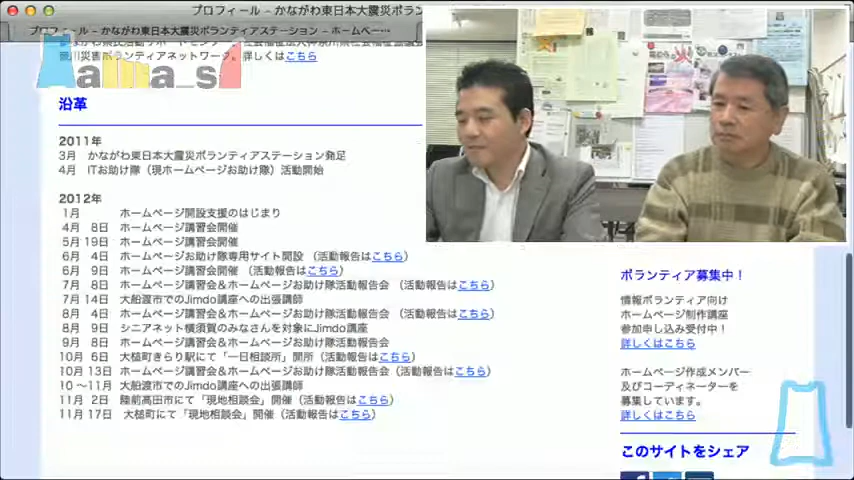 プロフィール - かながわ東日本大震災ボラン
プロフィール - かながわ東日本大震災ボランティアステーション - ホームペー…
詳しくはこちら
沿革
2011年
3月 かながわ東日本大震災ボランティアステーション発足
4月 ITお助け隊（現ホームページお助け隊）活動開始
2012年
1月 ホームページ開設支援のはじまり
4月 8日 ホームページ講習会開催
5月 19日 ホームページ講習会開催
6月 4日 ホームページお助け隊専用サイト開設 （活動報告はこちら）
6月 9日 ホームページ講習会開催 （活動報告はこちら）
7月 8日 ホームページ講習会＆ホームページお助け隊活動報告会 （活動報告はこちら）
7月 14日 大船渡市でのJimdo講座への出張講師
8月 4日 ホームページ講習会＆ホームページお助け隊活動報告会 （活動報告はこちら）
8月 9日 シニアネット横須賀のみなさんを対象にJimdo講座
9月 8日 ホームページ講習会＆ホームページお助け隊活動報告会
10月 6日 大槌町きらり駅にて「一日相談所」開所（活動報告はこちら）
10月 13日 ホームページ講習会＆ホームページお助け隊活動報告会（活動報告はこちら）
10 〜11月 大船渡市でのJimdo講座への出張講師
11月 2日 陸前高田市にて「現地相談会」開催（活動報告はこちら）
11月 17日 大槌町にて「現地相談会」開催（活動報告はこちら）
ボランティア募集中！
情報ボランティア向け
ホームページ制作講座
参加申し込み受付中！
詳しくはこちら
ホームページ作成メンバー
及びコーディネーターを
募集しています。
詳しくはこちら
このサイトをシェア